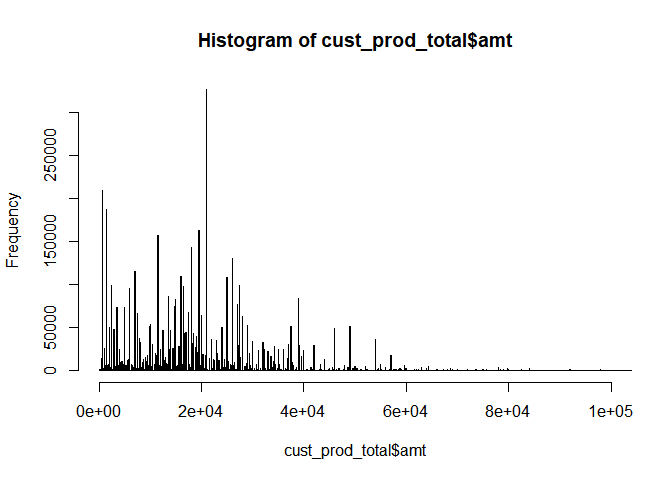 Histogram of cust_prod_total$amt
Frequency
250000
150000
50000
0
0e+00 2e+04 4e+04 6e+04 8e+04 1e+05
cust_prod_total$amt